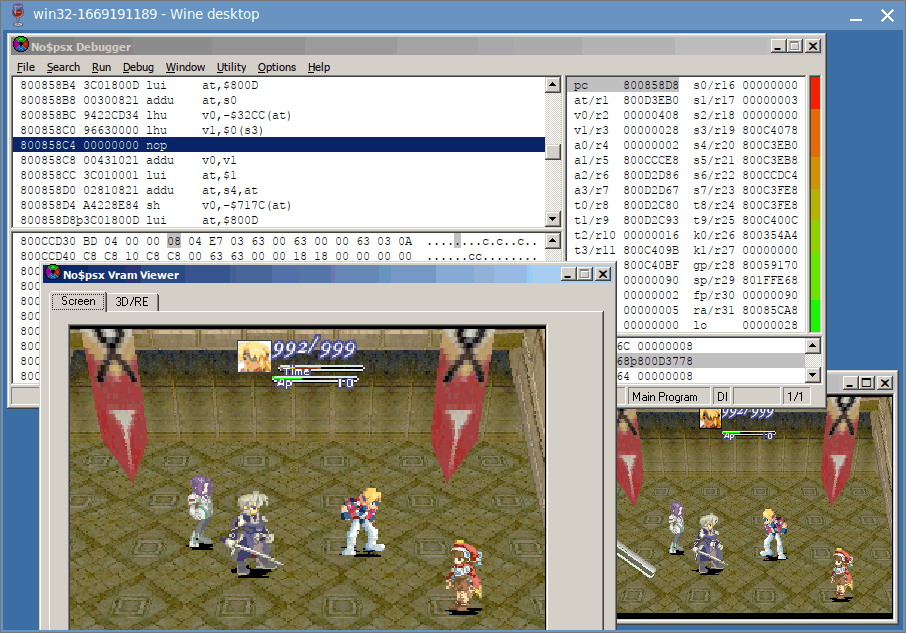 win32-1669191189 - Wine desktop
No$psx Debugger
File Search Run Debug Window Utility Options Help
800858B4 3C01800D lui at,$800D
800858B8 00300821 addu at,s0
800858BC 9422CD34 lhu v0,-$32CC(at)
800858C0 96630000 lhu v1,$0(s3)
800858C4 00000000 nop
800858C8 00431021 addu v0,v1
800858CC 3C010001 lui at,$1
800858D0 02810821 addu at,s4,at
800858D4 A4228E84 sh v0,-$717C(at)
800858D8p3C01800D lui at,$800D
pc 800858D8 s0/r16 00000000
at/r1 800D3EB0 s1/r17 00000003
v0/r2 00000408 s2/r18 00000000
v1/r3 00000028 s3/r19 800C4078
a0/r4 00000002 s4/r20 800C3EB0
a1/r5 800CCCE8 s5/r21 800C3EB8
a2/r6 800D2D86 s6/r22 800CCDC4
a3/r7 800D2D67 s7/r23 800C3FE8
t0/r8 800D2C80 t8/r24 800C3FE8
t1/r9 800D2C93 t9/r25 800C400C
t2/r10 00000016 k0/r26 800354A4
t3/r11 800C409B k1/r27 00000000
800C40BF gp/r28 80059170
00000090 sp/r29 801FFE68
00000002 fp/r30 00000090
00000005 ra/r31 80085CA8
00000000 lo 00000028
800CCD30 BD 04 00 00 08 04 E7 03 63 00 63 00 00 63 03 0A ........c.c..c..
800CCD40 C8 C8 10 C8 C8 00 63 63 00 00 18 18 00 00 00 00 ......cc........
800
800
800
800
800
800
800
800
6C 00000008
68p800D3778
64 00000008
Main Program DI 1/1
No$psx Vram Viewer
Screen 3D/RE
992/999
Time
Ap 10
992/999
Ap